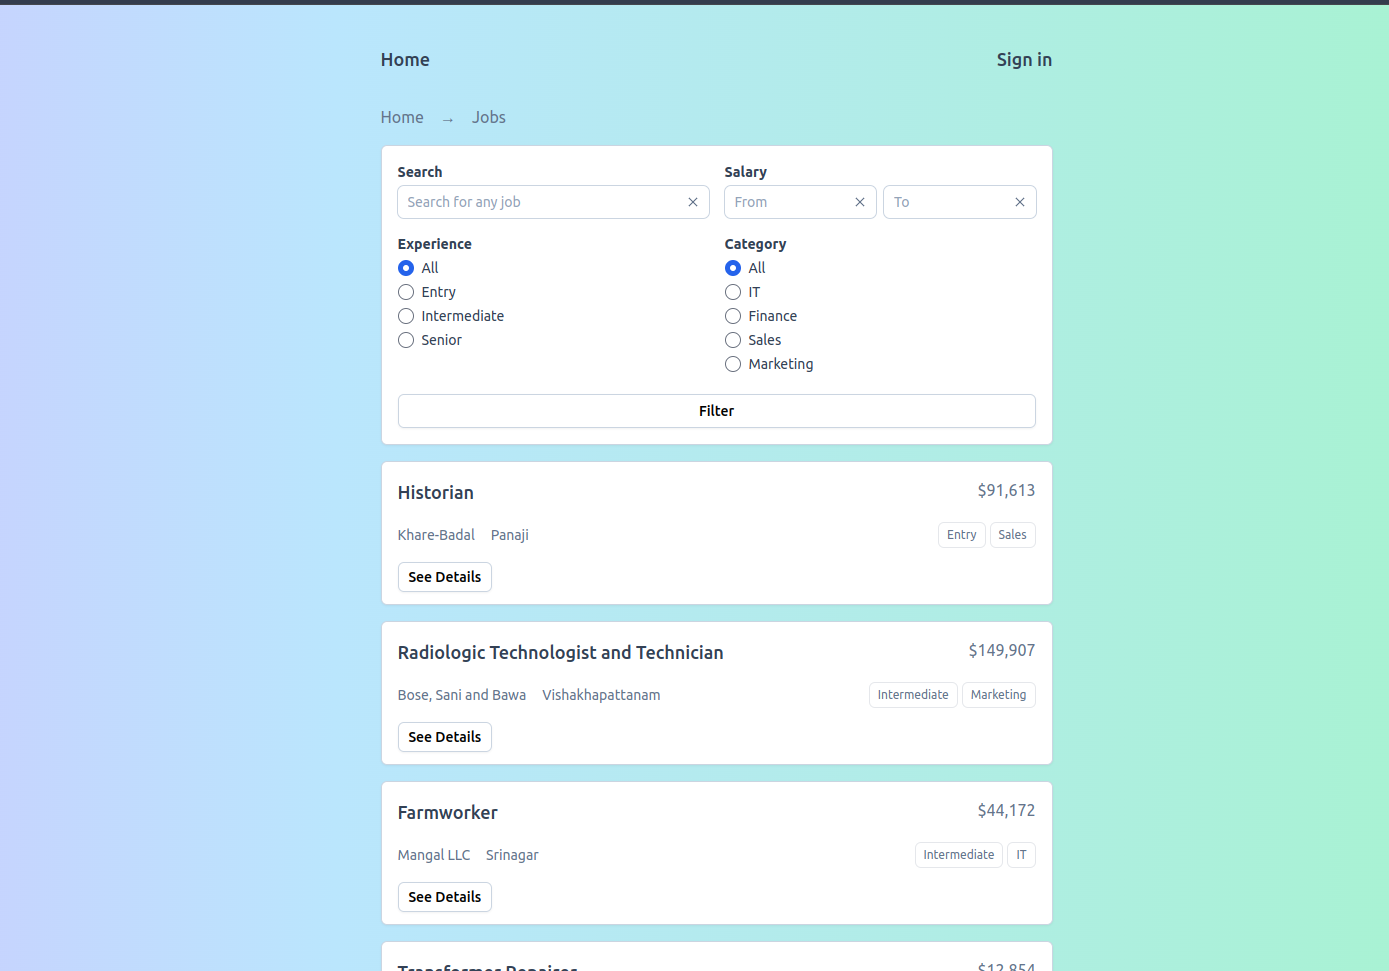 Home Sign in
Home → Jobs
Search Salary
Search for any job From To
Experience Category
All All
Entry IT
Intermediate Finance
Senior Sales
Marketing
Filter
Historian $91,613
Khare-Badal Panaji Entry Sales
See Details
Radiologic Technologist and Technician $149,907
Bose, Sani and Bawa Vishakhapattanam Intermediate Marketing
See Details
Farmworker $44,172
Mangal LLC Srinagar Intermediate IT
See Details
Transformer Repairer $12,854